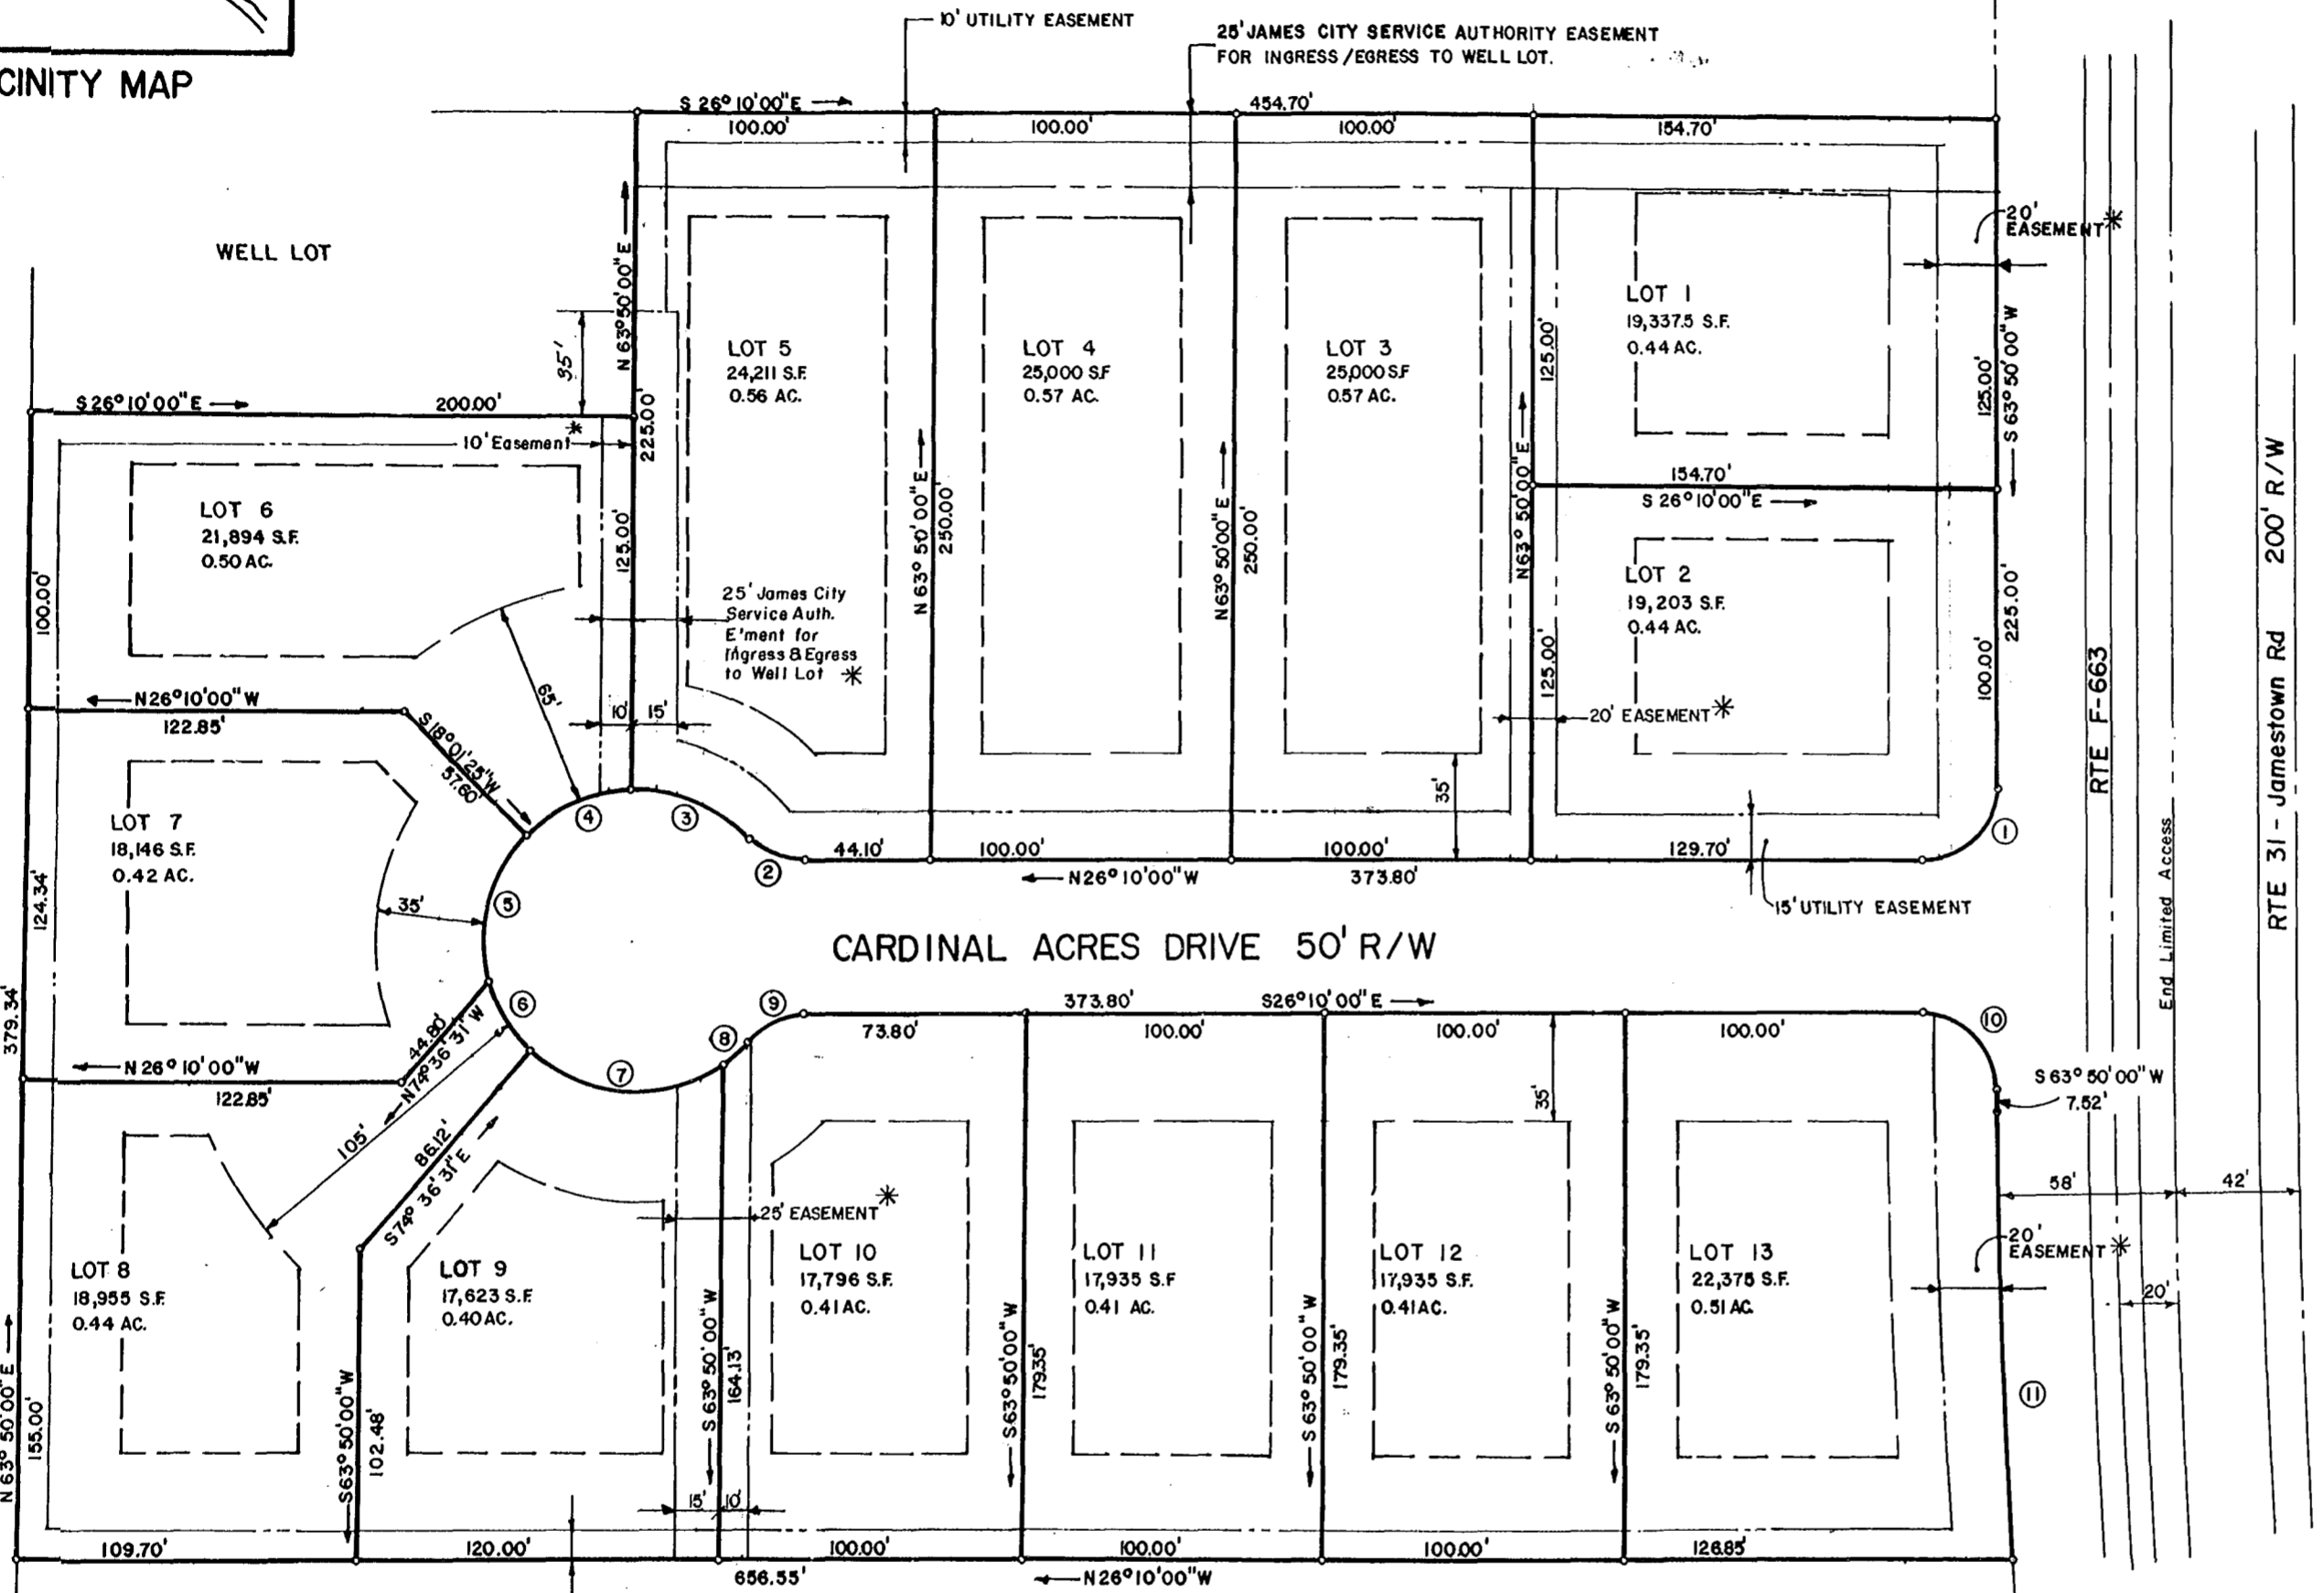 CINITY MAP
10' UTILITY EASEMENT
25' JAMES CITY SERVICE AUTHORITY EASEMENT
FOR INGRESS/EGRESS TO WELL LOT.
S 26° 10' 00" E
454.70'
100.00'
100.00'
100.00'
154.70'
WELL LOT
N 63° 50' 00" E
225.00'
S 26° 10' 00" E
200.00'
10' Easement *
LOT 5
24,211 S.F.
0.56 AC.
LOT 4
25,000 S.F
0.57 AC.
LOT 3
25,000 S.F
0.57 AC.
LOT 1
19,337.5 S.F.
0.44 AC.
20'
EASEMENT *
125.00'
125.00'
S 63° 50' 00" W
225.00'
154.70'
S 26° 10' 00" E
LOT 6
21,894 S.F.
0.50 AC.
100.00'
125.00'
65'
25' James City
Service Auth.
E'ment for
Ingress & Egress
to Well Lot *
10'
15'
N 63° 50' 00" E
250.00'
N 63° 50' 00" E
250.00'
N 63° 50' 00" E
125.00'
LOT 2
19,203 S.F.
0.44 AC.
100.00'
20' EASEMENT *
35'
N 26° 10' 00" W
122.85'
S 18° 01' 25" W
57.60'
LOT 7
18,146 S.F.
0.42 AC.
124.34'
35'
4
3
2
5
1
44.10'
100.00'
100.00'
129.70'
N 26° 10' 00" W
373.80'
15' UTILITY EASEMENT
CARDINAL ACRES DRIVE 50' R/W
RTE F-663
End Limited Access
RTE 31 - Jamestown Rd 200' R/W
379.34'
N 63° 50' 00" E
6
7
8
9
10
373.80'
S 26° 10' 00" E
73.80'
100.00'
100.00'
100.00'
N 26° 10' 00" W
122.85'
44.80'
N 74° 36' 31" W
105'
86.12'
S 74° 36' 31" E
35'
S 63° 50' 00" W
7.52'
58'
42'
20'
EASEMENT *
20'
25' EASEMENT *
LOT 8
18,955 S.F.
0.44 AC.
LOT 9
17,623 S.F.
0.40 AC.
LOT 10
17,796 S.F.
0.41 AC.
LOT 11
17,935 S.F
0.41 AC.
LOT 12
17,935 S.F.
0.41 AC.
LOT 13
22,375 S.F.
0.51 AC.
11
155.00'
S 63° 50' 00" W
102.48'
S 63° 50' 00" W
164.13'
S 63° 50' 00" W
179.35'
S 63° 50' 00" W
179.35'
S 63° 50' 00" W
179.35'
15'
10'
109.70'
120.00'
100.00'
100.00'
100.00'
126.85'
656.55'
N 26° 10' 00" W